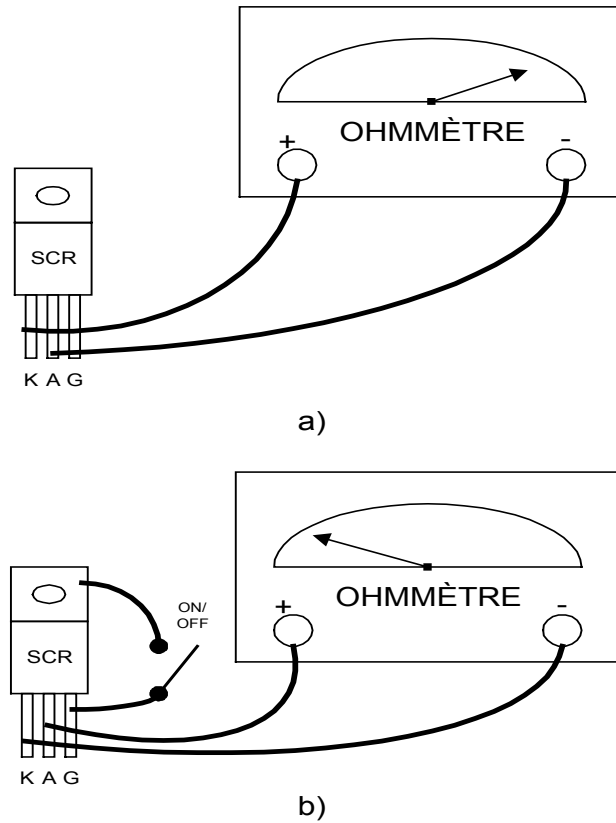 OHMMÈTRE
+ -
SCR
K A G
a)
ON/
OFF
OHMMÈTRE
+ -
SCR
K A G
b)